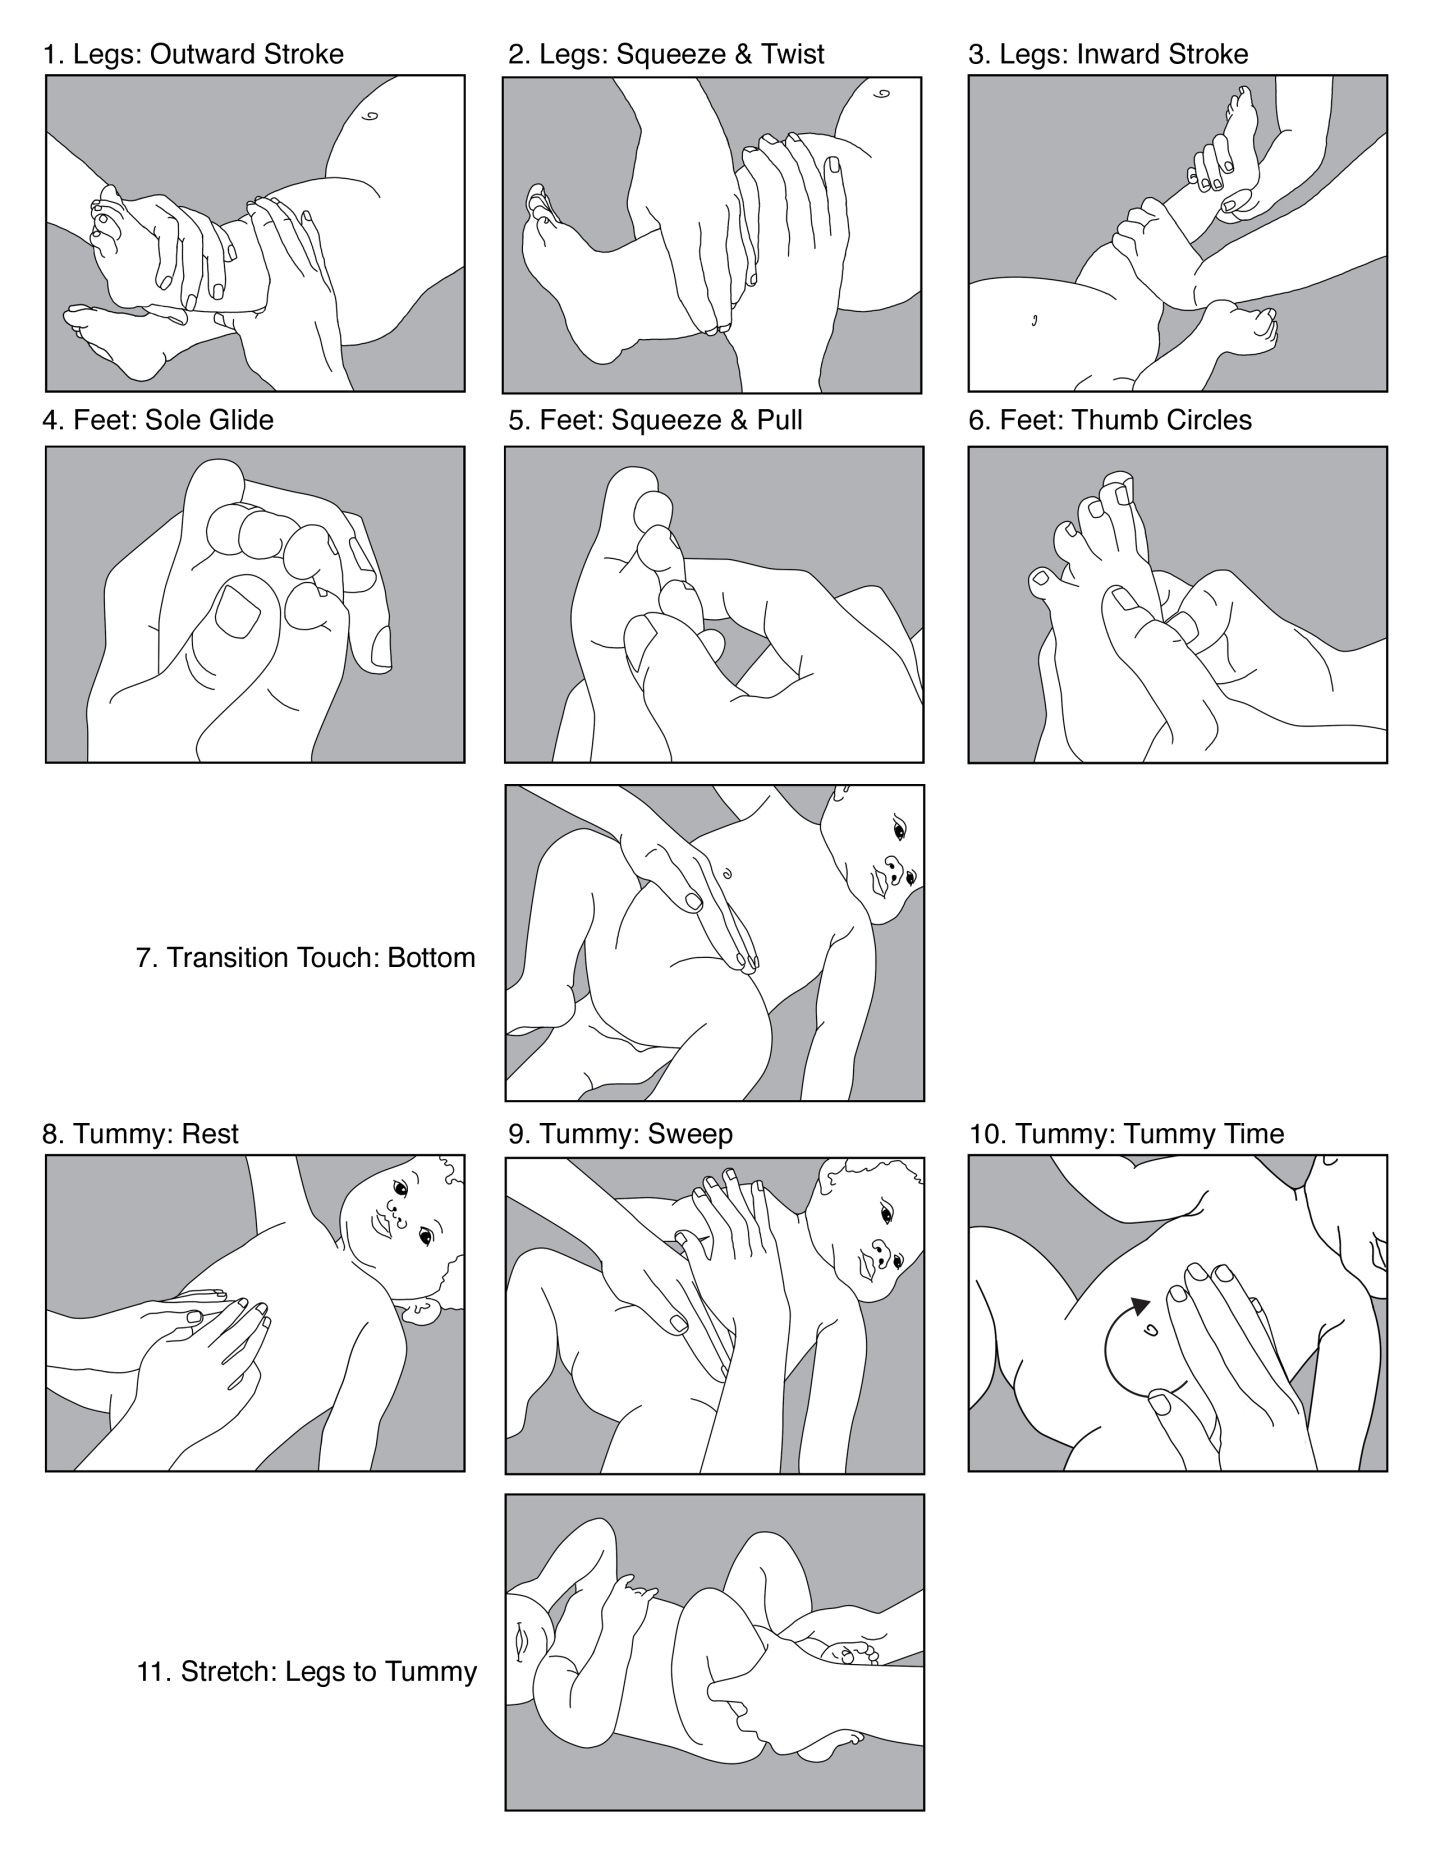 1. Legs: Outward Stroke
2. Legs: Squeeze & Twist
3. Legs: Inward Stroke
4. Feet: Sole Glide
5. Feet: Squeeze & Pull
6. Feet: Thumb Circles
7. Transition Touch: Bottom
8. Tummy: Rest
9. Tummy: Sweep
10. Tummy: Tummy Time
11. Stretch: Legs to Tummy